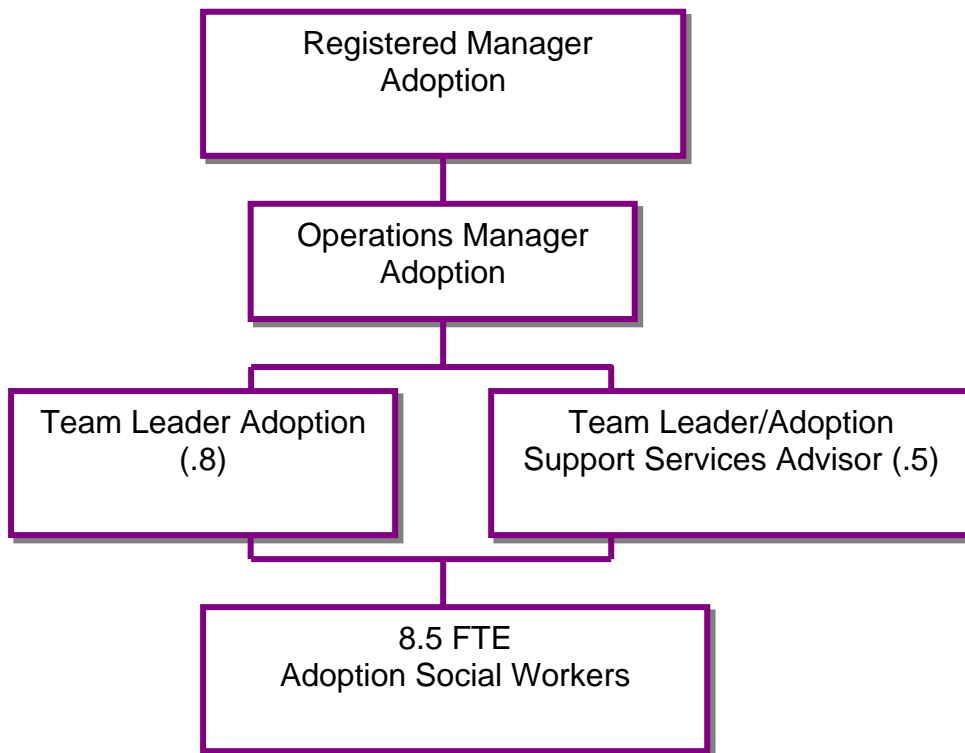 Registered Manager
Adoption
Operations Manager
Adoption
Team Leader Adoption
(.8)
Team Leader/Adoption
Support Services Advisor (.5)
8.5 FTE
Adoption Social Workers